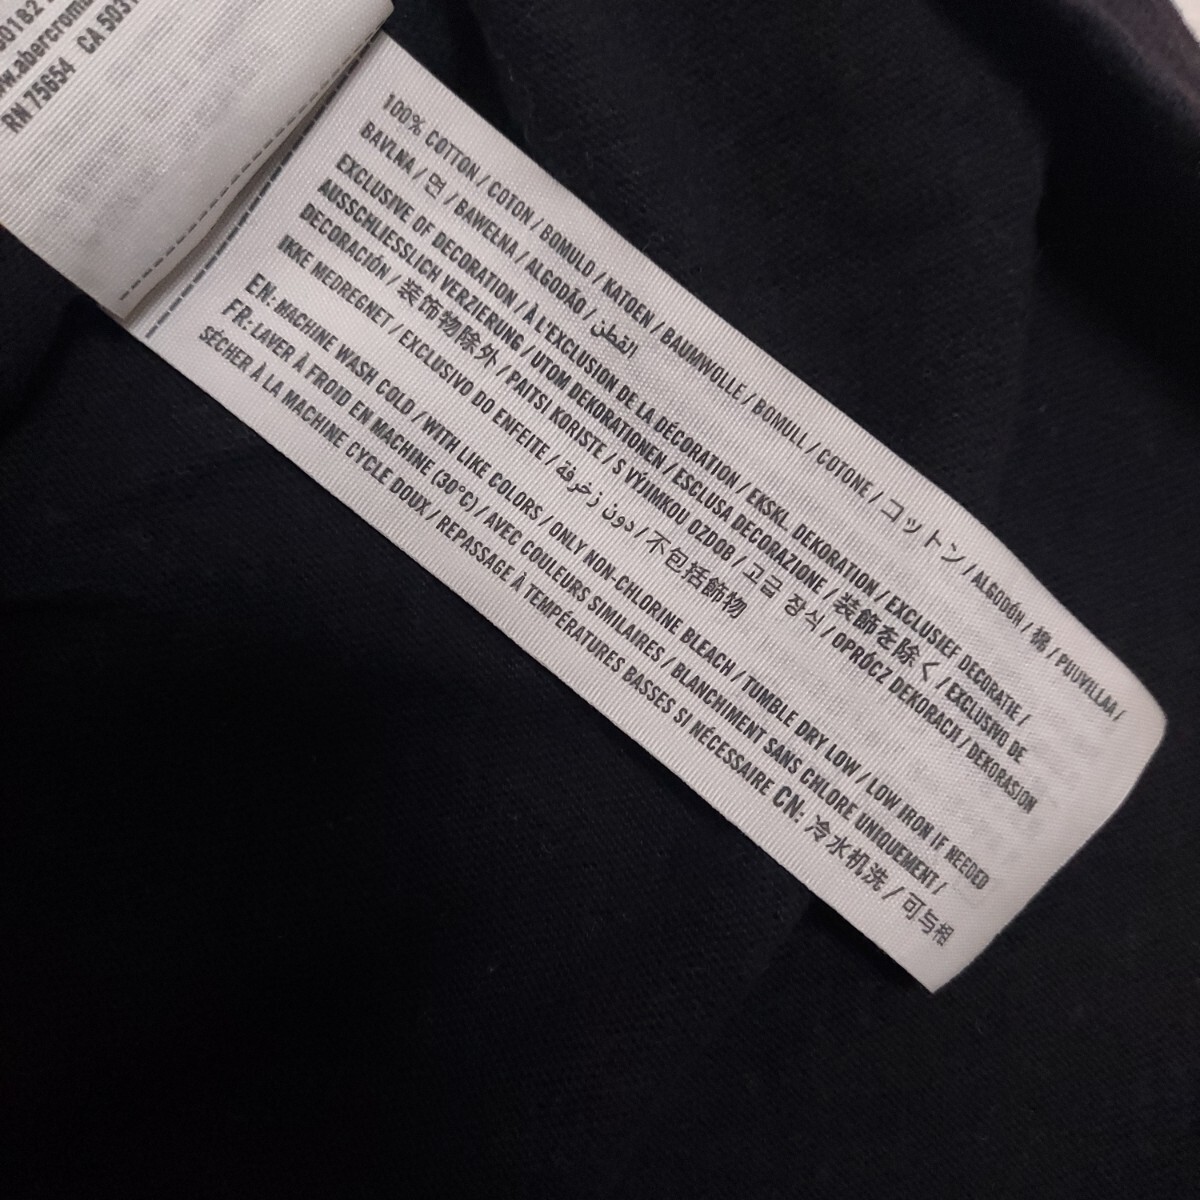 RN 75654 CA 5031
100% COTTON / COTON / BOMULD / KATOEN / BAUMWOLLE / BOMULL / COTONE / コットン / ALGODÓN / 棉 / PUUVILLAA /
BAVLNA / 면 / BAWEŁNA / ALGODÃO / القطن
EXCLUSIVE OF DECORATION / À L'EXCLUSION DE LA DÉCORATION / EKSKL. DEKORATION / EXCLUSIEF DECORATIE /
AUSSCHLIESSLICH VERZIERUNG / UTOM DEKORATIONEN / ESCLUSA DECORAZIONE / 装飾を除く / EXCLUSIVO DE
DECORACIÓN / 装饰物除外 / PAITSI KORISTE / S VÝJIMKOU OZDOB / 고급 장식 / OPRÓCZ DEKORACJI / DEKORASJON
IKKE MEDREGNET / EXCLUSIVO DO ENFEITE / دون زخرفة / 不包括飾物
EN: MACHINE WASH COLD / WITH LIKE COLORS / ONLY NON-CHLORINE BLEACH / TUMBLE DRY LOW / LOW IRON IF NEEDED
FR: LAVER À FROID EN MACHINE (30°C) / AVEC COULEURS SIMILAIRES / BLANCHIMENT SANS CHLORE UNIQUEMENT /
SÉCHER À LA MACHINE CYCLE DOUX / REPASSAGE À TEMPÉRATURES BASSES SI NÉCESSAIRE CN: 冷水机洗 / 可与相